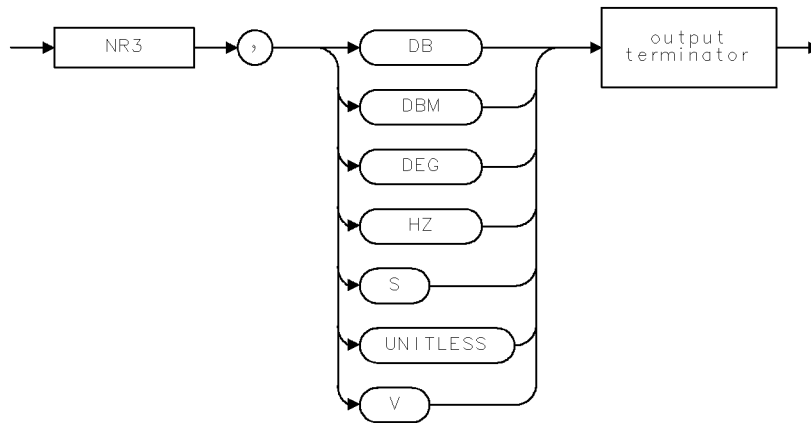 NR3
,
DB
output
terminator
DBM
DEG
HZ
S
UNITLESS
V